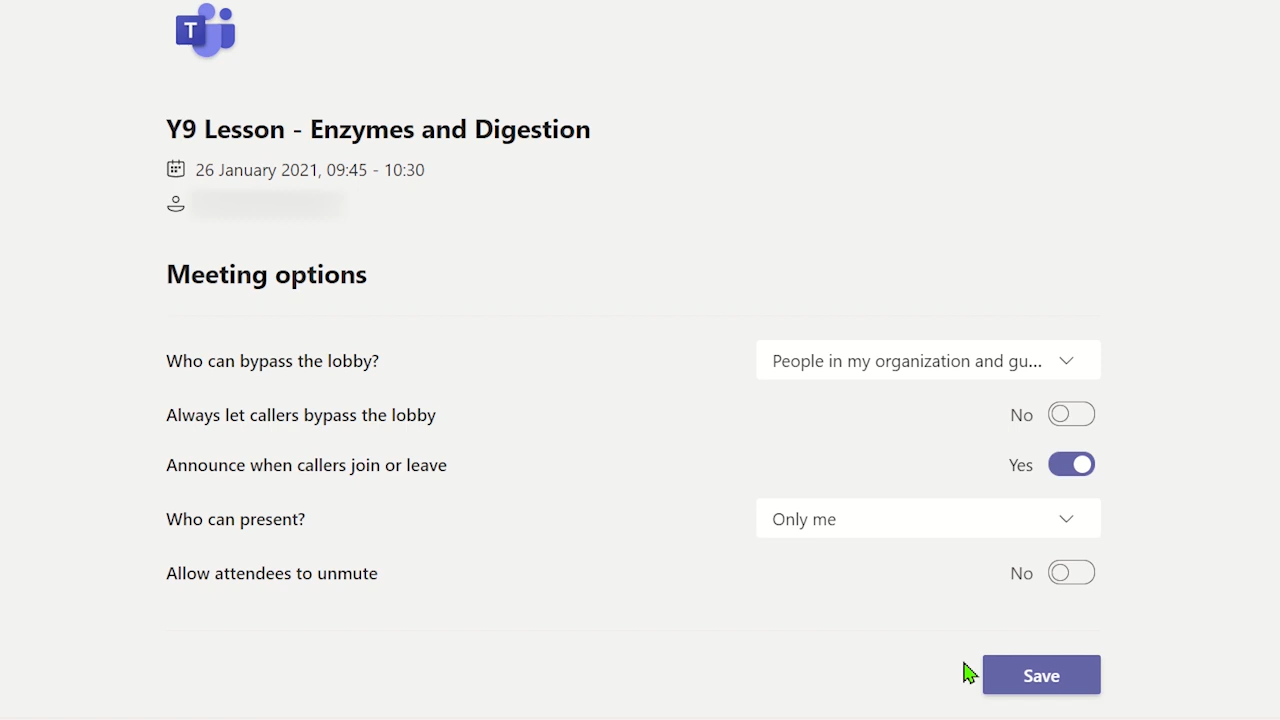 T
Y9 Lesson - Enzymes and Digestion
26 January 2021, 09:45 - 10:30
Meeting options
Who can bypass the lobby?
People in my organization and gu...
Always let callers bypass the lobby
No
Announce when callers join or leave
Yes
Who can present?
Only me
Allow attendees to unmute
No
Save